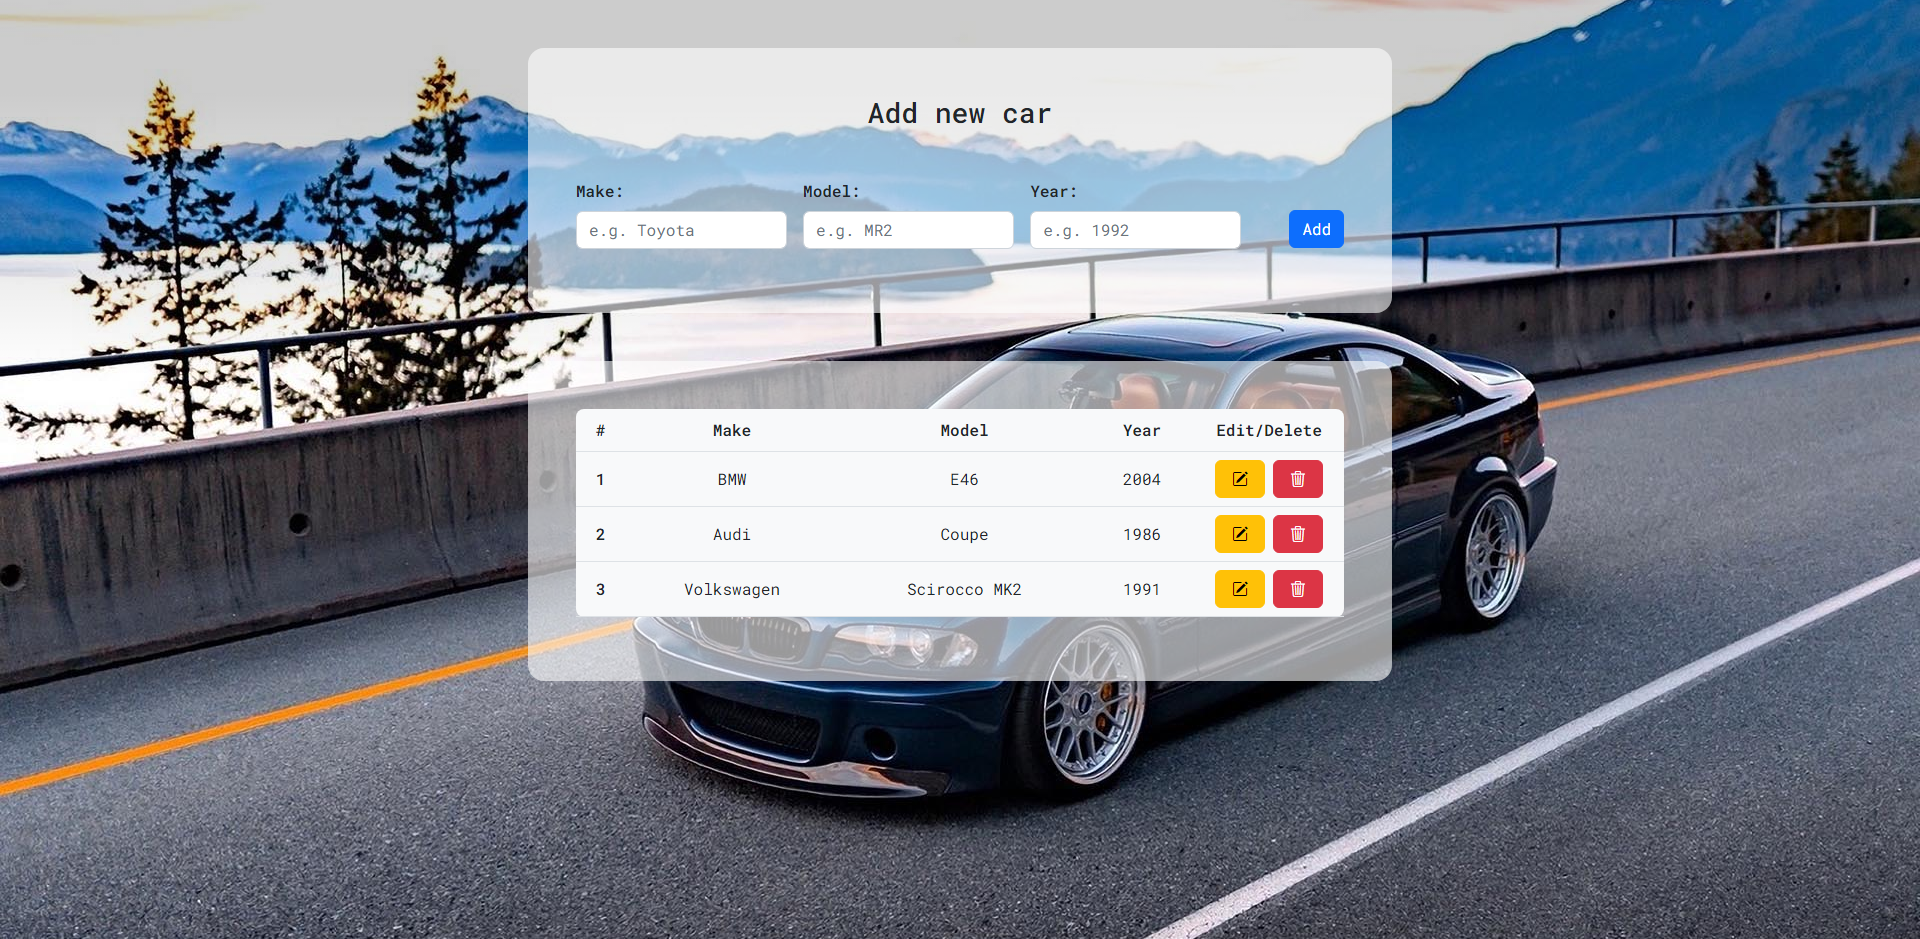 Add new car
Make: Model: Year:
e.g. Toyota e.g. MR2 e.g. 1992 Add
# Make Model Year Edit/Delete
1 BMW E46 2004
2 Audi Coupe 1986
3 Volkswagen Scirocco MK2 1991